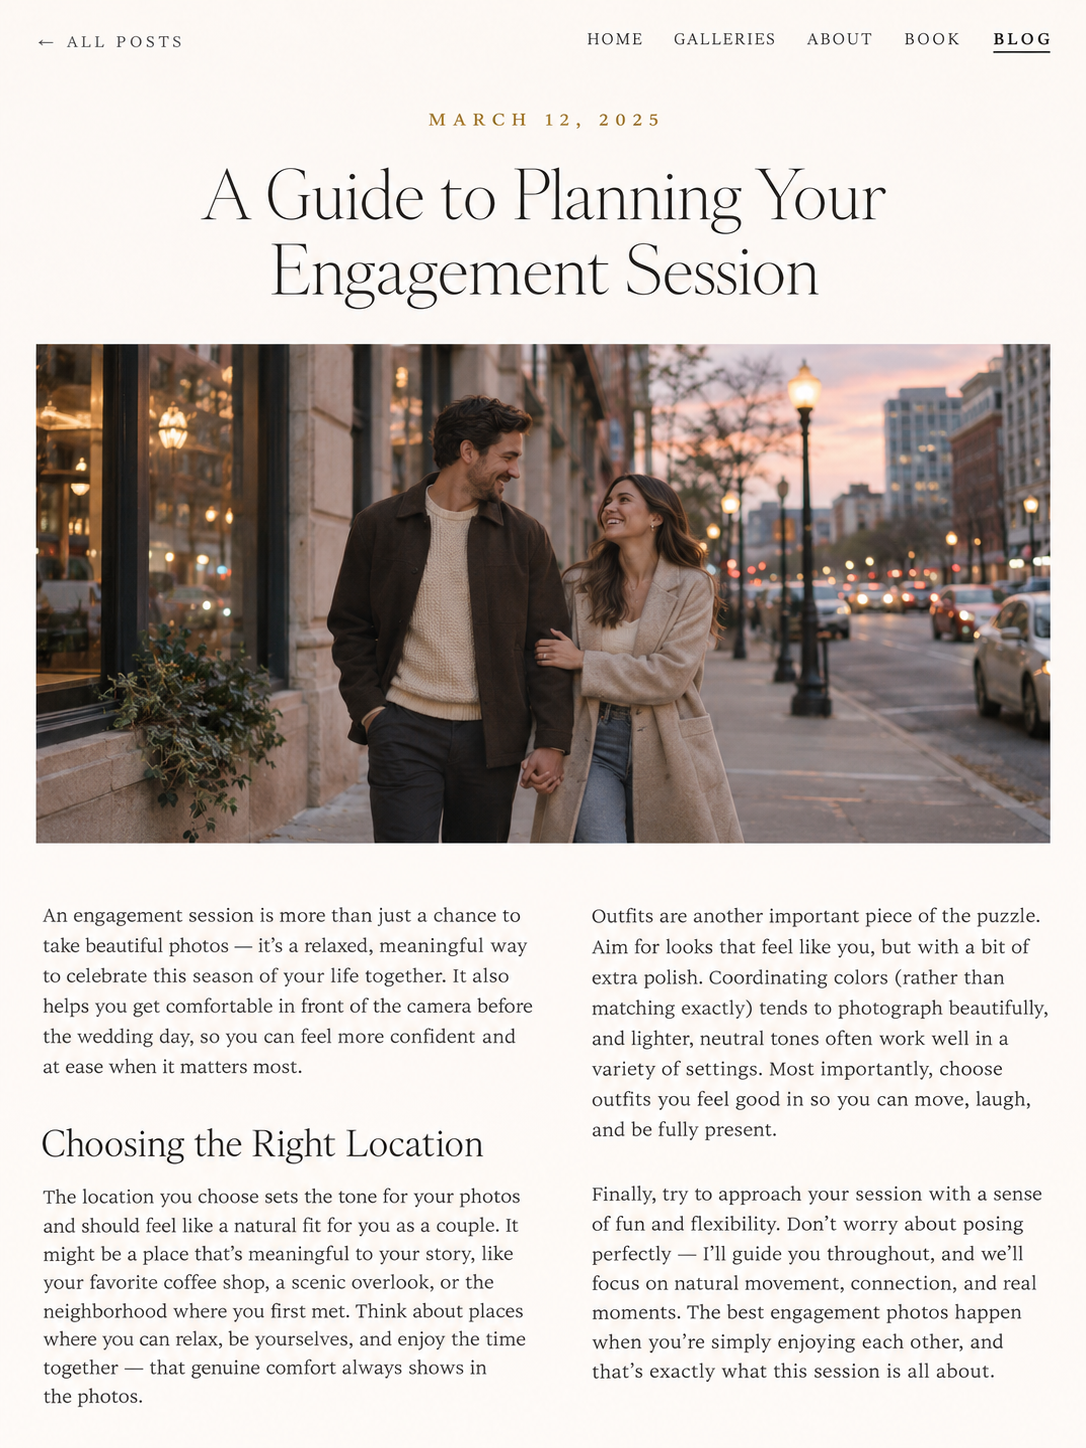 ← ALL POSTS
HOME GALLERIES ABOUT BOOK BLOG
MARCH 12, 2025
A Guide to Planning Your
Engagement Session
An engagement session is more than just a chance to
take beautiful photos — it’s a relaxed, meaningful way
to celebrate this season of your life together. It also
helps you get comfortable in front of the camera before
the wedding day, so you can feel more confident and
at ease when it matters most.
Choosing the Right Location
The location you choose sets the tone for your photos
and should feel like a natural fit for you as a couple. It
might be a place that’s meaningful to your story, like
your favorite coffee shop, a scenic overlook, or the
neighborhood where you first met. Think about places
where you can relax, be yourselves, and enjoy the time
together — that genuine comfort always shows in
the photos.
Outfits are another important piece of the puzzle.
Aim for looks that feel like you, but with a bit of
extra polish. Coordinating colors (rather than
matching exactly) tends to photograph beautifully,
and lighter, neutral tones often work well in a
variety of settings. Most importantly, choose
outfits you feel good in so you can move, laugh,
and be fully present.
Finally, try to approach your session with a sense
of fun and flexibility. Don’t worry about posing
perfectly — I’ll guide you throughout, and we’ll
focus on natural movement, connection, and real
moments. The best engagement photos happen
when you’re simply enjoying each other, and
that’s exactly what this session is all about.